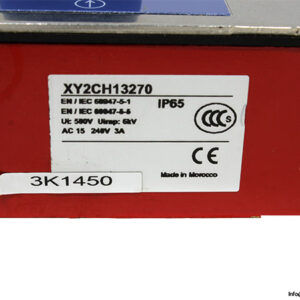 XY2CH13270
EN / IEC 60947-5-1
EN / IEC 60947-5-5
IP65
Ui: 500V Uimp: 6kV
AC 15 240V 3A
CCC S
CE
Made in Morocco
3K1450